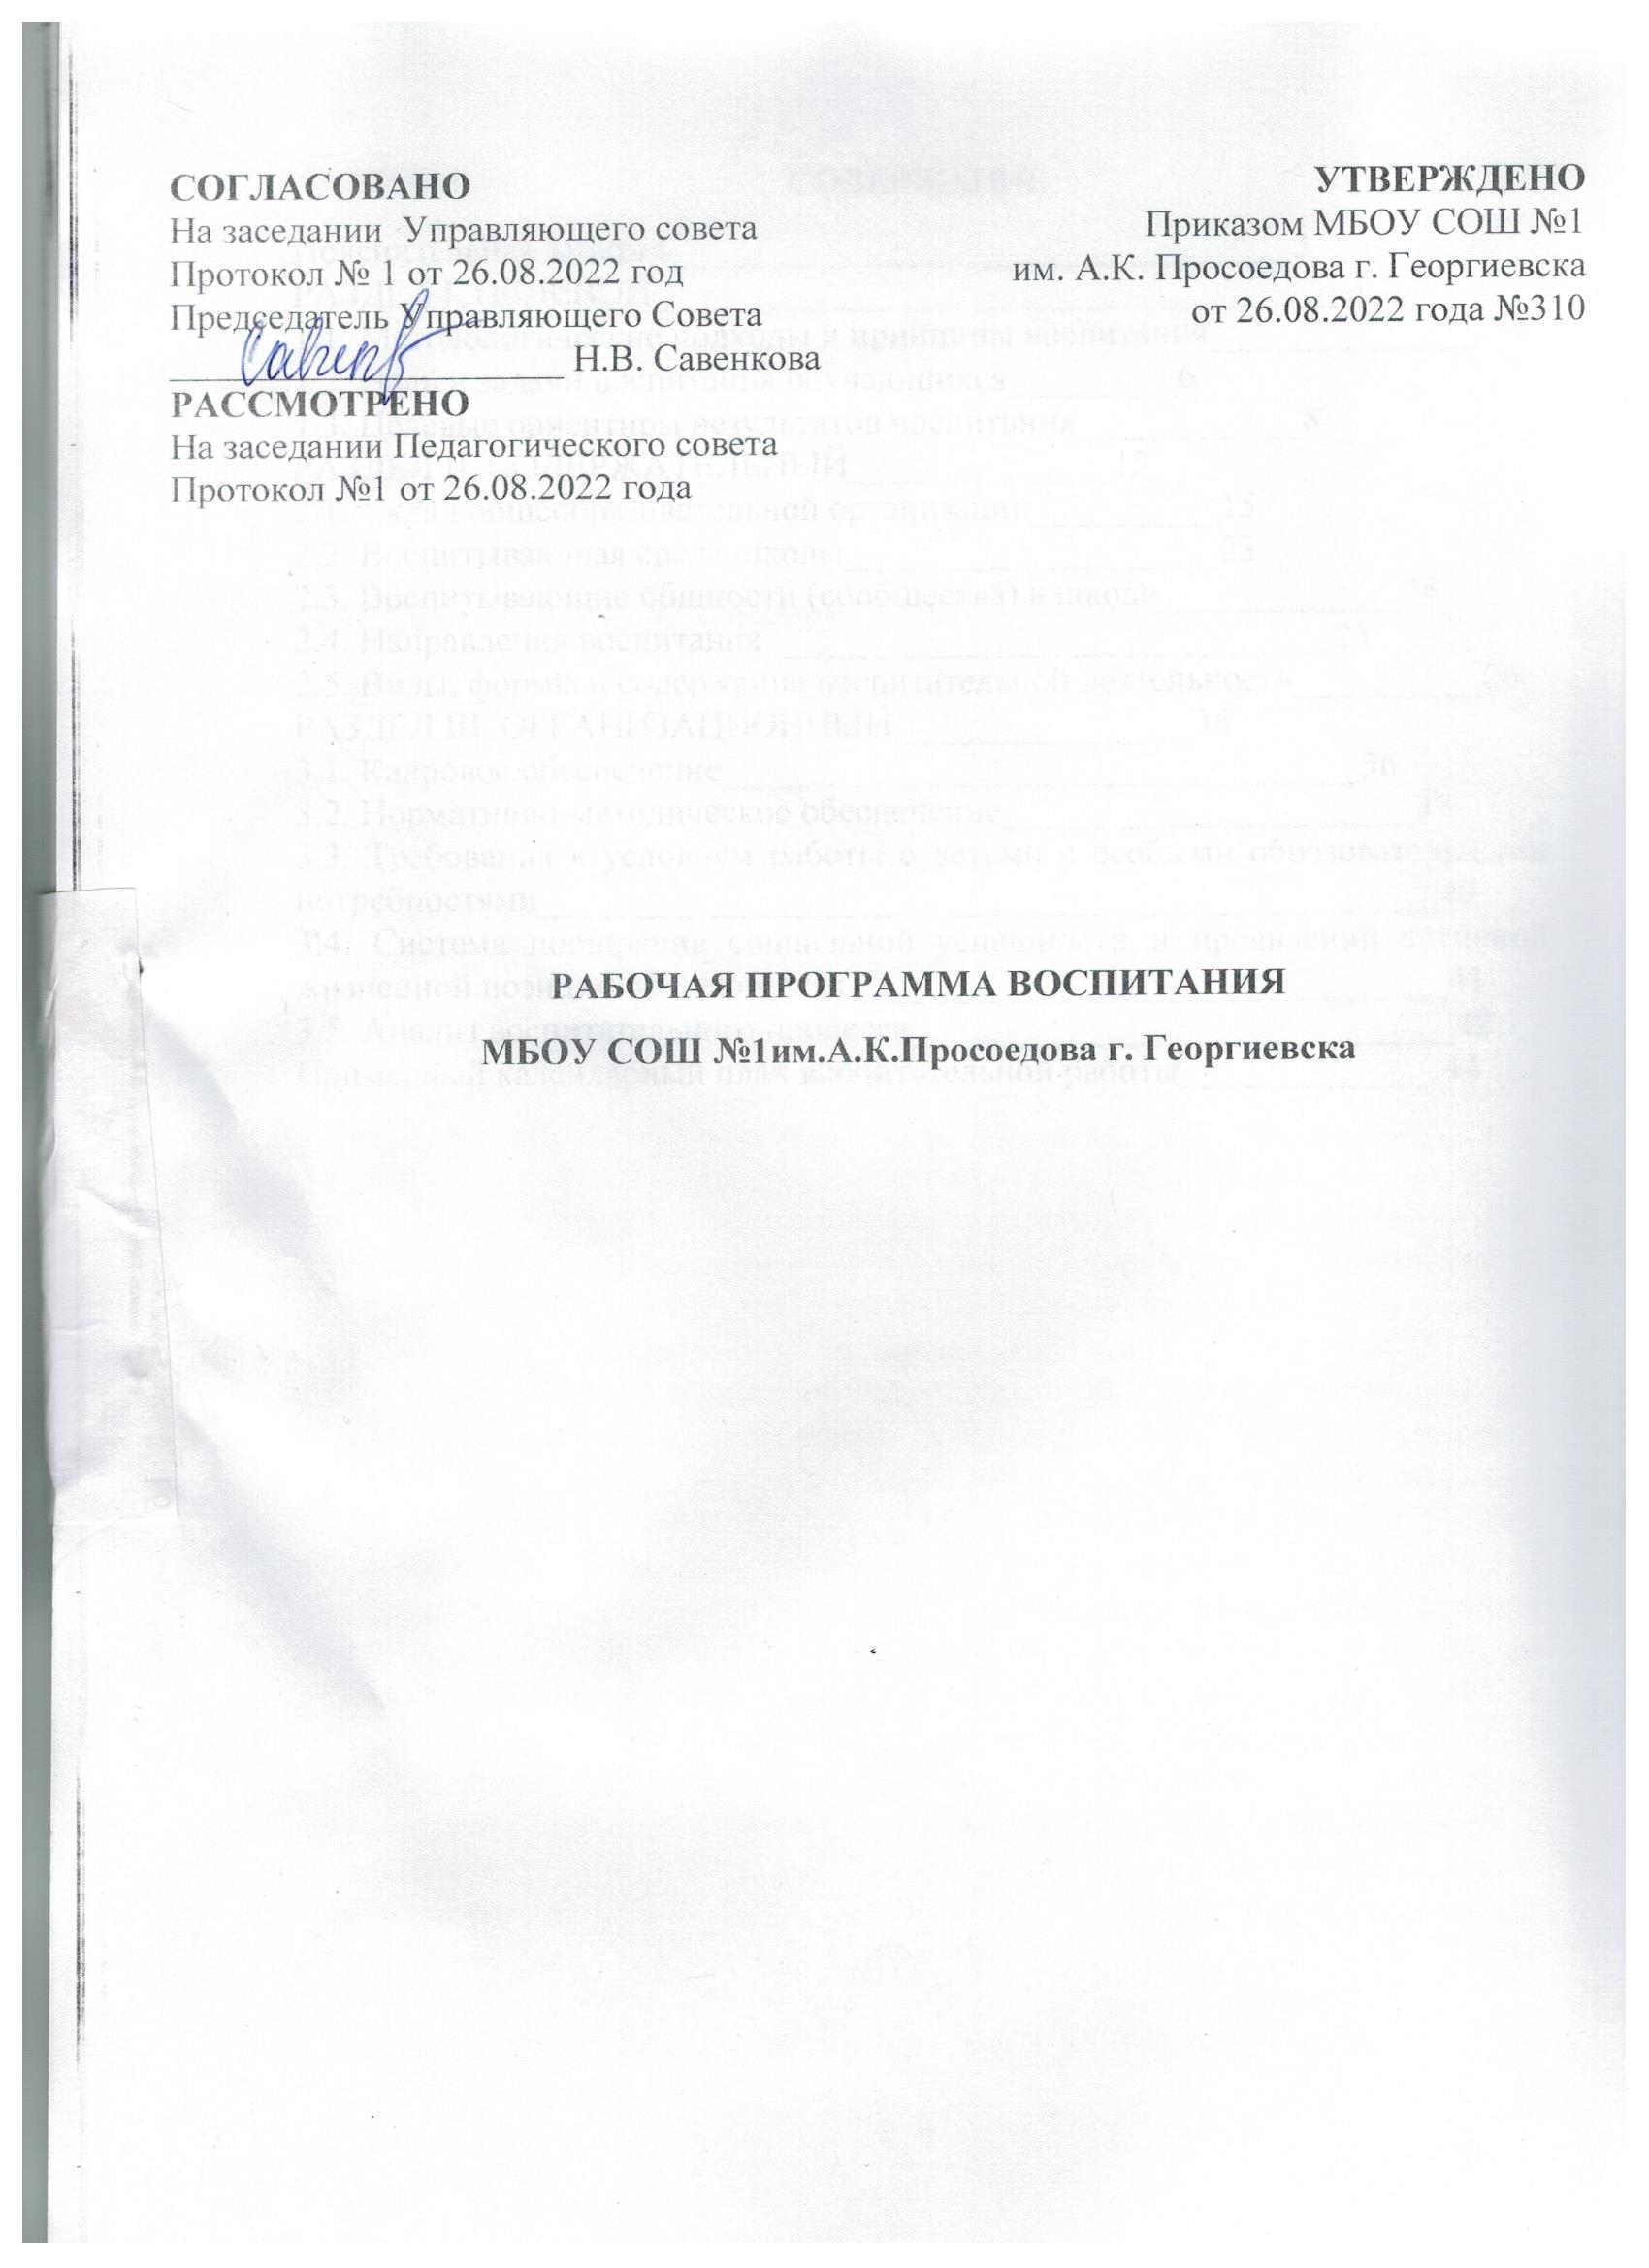 СОГЛАСОВАНО
На заседании Управляющего совета
Протокол № 1 от 26.08.2022 год
Председатель Управляющего Совета
Н.В. Савенкова
РАССМОТРЕНО
На заседании Педагогического совета
Протокол №1 от 26.08.2022 года
УТВЕРЖДЕНО
Приказом МБОУ СОШ №1
им. А.К. Просоедова г. Георгиевска
от 26.08.2022 года №310
РАБОЧАЯ ПРОГРАММА ВОСПИТАНИЯ
МБОУ СОШ №1им.А.К.Просоедова г. Георгиевска